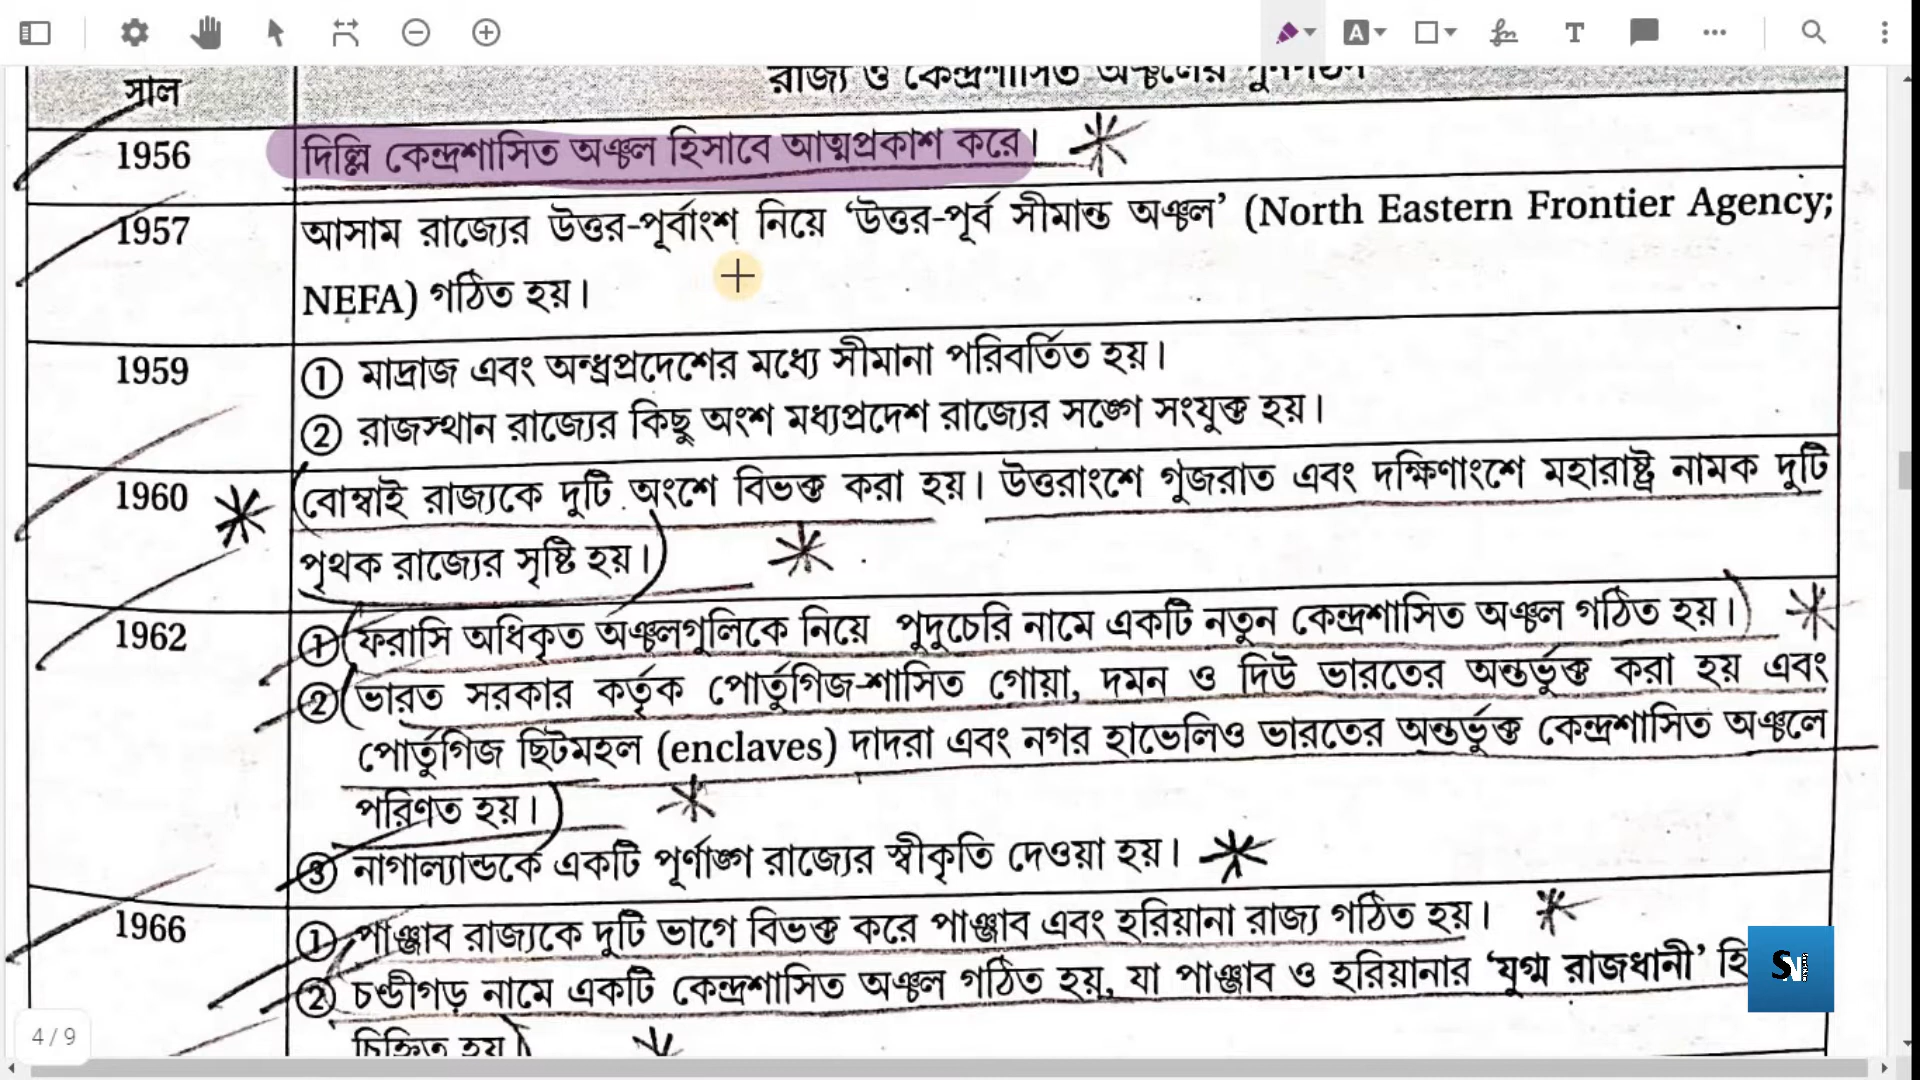 সাল
রাজ্য ও কেন্দ্রশাসিত অঞ্চলের পুনর্গঠন
1956
দিল্লি কেন্দ্রশাসিত অঞ্চল হিসাবে আত্মপ্রকাশ করে।
1957
আসাম রাজ্যের উত্তর-পূর্বাংশ নিয়ে ‘উত্তর-পূর্ব সীমান্ত অঞ্চল’ (North Eastern Frontier Agency;
NEFA) গঠিত হয়।
1959
① মাদ্রাজ এবং অন্ধ্রপ্রদেশের মধ্যে সীমানা পরিবর্তিত হয়।
② রাজস্থান রাজ্যের কিছু অংশ মধ্যপ্রদেশ রাজ্যের সঙ্গে সংযুক্ত হয়।
1960
বোম্বাই রাজ্যকে দুটি অংশে বিভক্ত করা হয়। উত্তরাংশে গুজরাত এবং দক্ষিণাংশে মহারাষ্ট্র নামক দুটি
পৃথক রাজ্যের সৃষ্টি হয়।
1962
① ফরাসি অধিকৃত অঞ্চলগুলিকে নিয়ে পুদুচেরি নামে একটি নতুন কেন্দ্রশাসিত অঞ্চল গঠিত হয়।
② ভারত সরকার কর্তৃক পোর্তুগিজ-শাসিত গোয়া, দমন ও দিউ ভারতের অন্তর্ভুক্ত করা হয় এবং
পোর্তুগিজ ছিটমহল (enclaves) দাদরা এবং নগর হাভেলিও ভারতের অন্তর্ভুক্ত কেন্দ্রশাসিত অঞ্চলে
পরিণত হয়।
③ নাগাল্যান্ডকে একটি পূর্ণাঙ্গ রাজ্যের স্বীকৃতি দেওয়া হয়।
1966
① পাঞ্জাব রাজ্যকে দুটি ভাগে বিভক্ত করে পাঞ্জাব এবং হরিয়ানা রাজ্য গঠিত হয়।
② চণ্ডীগড় নামে একটি কেন্দ্রশাসিত অঞ্চল গঠিত হয়, যা পাঞ্জাব ও হরিয়ানার ‘যুগ্ম রাজধানী’ হি
চিহ্নিত হয়
4 / 9